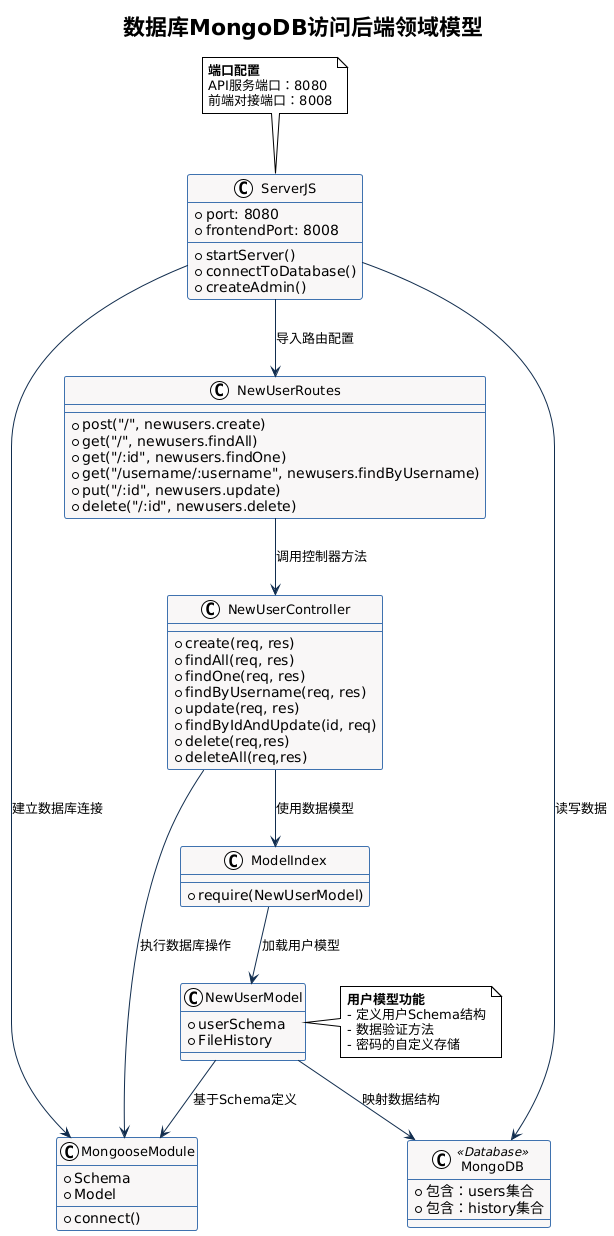 数据库MongoDB访问后端领域模型
端口配置
API服务端口：8080
前端对接端口：8008
C ServerJS
port: 8080
frontendPort: 8008
startServer()
connectToDatabase()
createAdmin()
导入路由配置
C NewUserRoutes
post("/", newusers.create)
get("/", newusers.findAll)
get("/:id", newusers.findOne)
get("/username/:username", newusers.findByUsername)
put("/:id", newusers.update)
delete("/:id", newusers.delete)
调用控制器方法
C NewUserController
create(req, res)
findAll(req, res)
findOne(req, res)
findByUsername(req, res)
update(req, res)
findByIdAndUpdate(id, req)
delete(req,res)
deleteAll(req,res)
建立数据库连接
使用数据模型
读写数据
C ModelIndex
require(NewUserModel)
执行数据库操作
加载用户模型
C NewUserModel
userSchema
FileHistory
用户模型功能
- 定义用户Schema结构
- 数据验证方法
- 密码的自定义存储
基于Schema定义
映射数据结构
C MongooseModule
Schema
Model
connect()
«Database»
C MongoDB
包含：users集合
包含：history集合